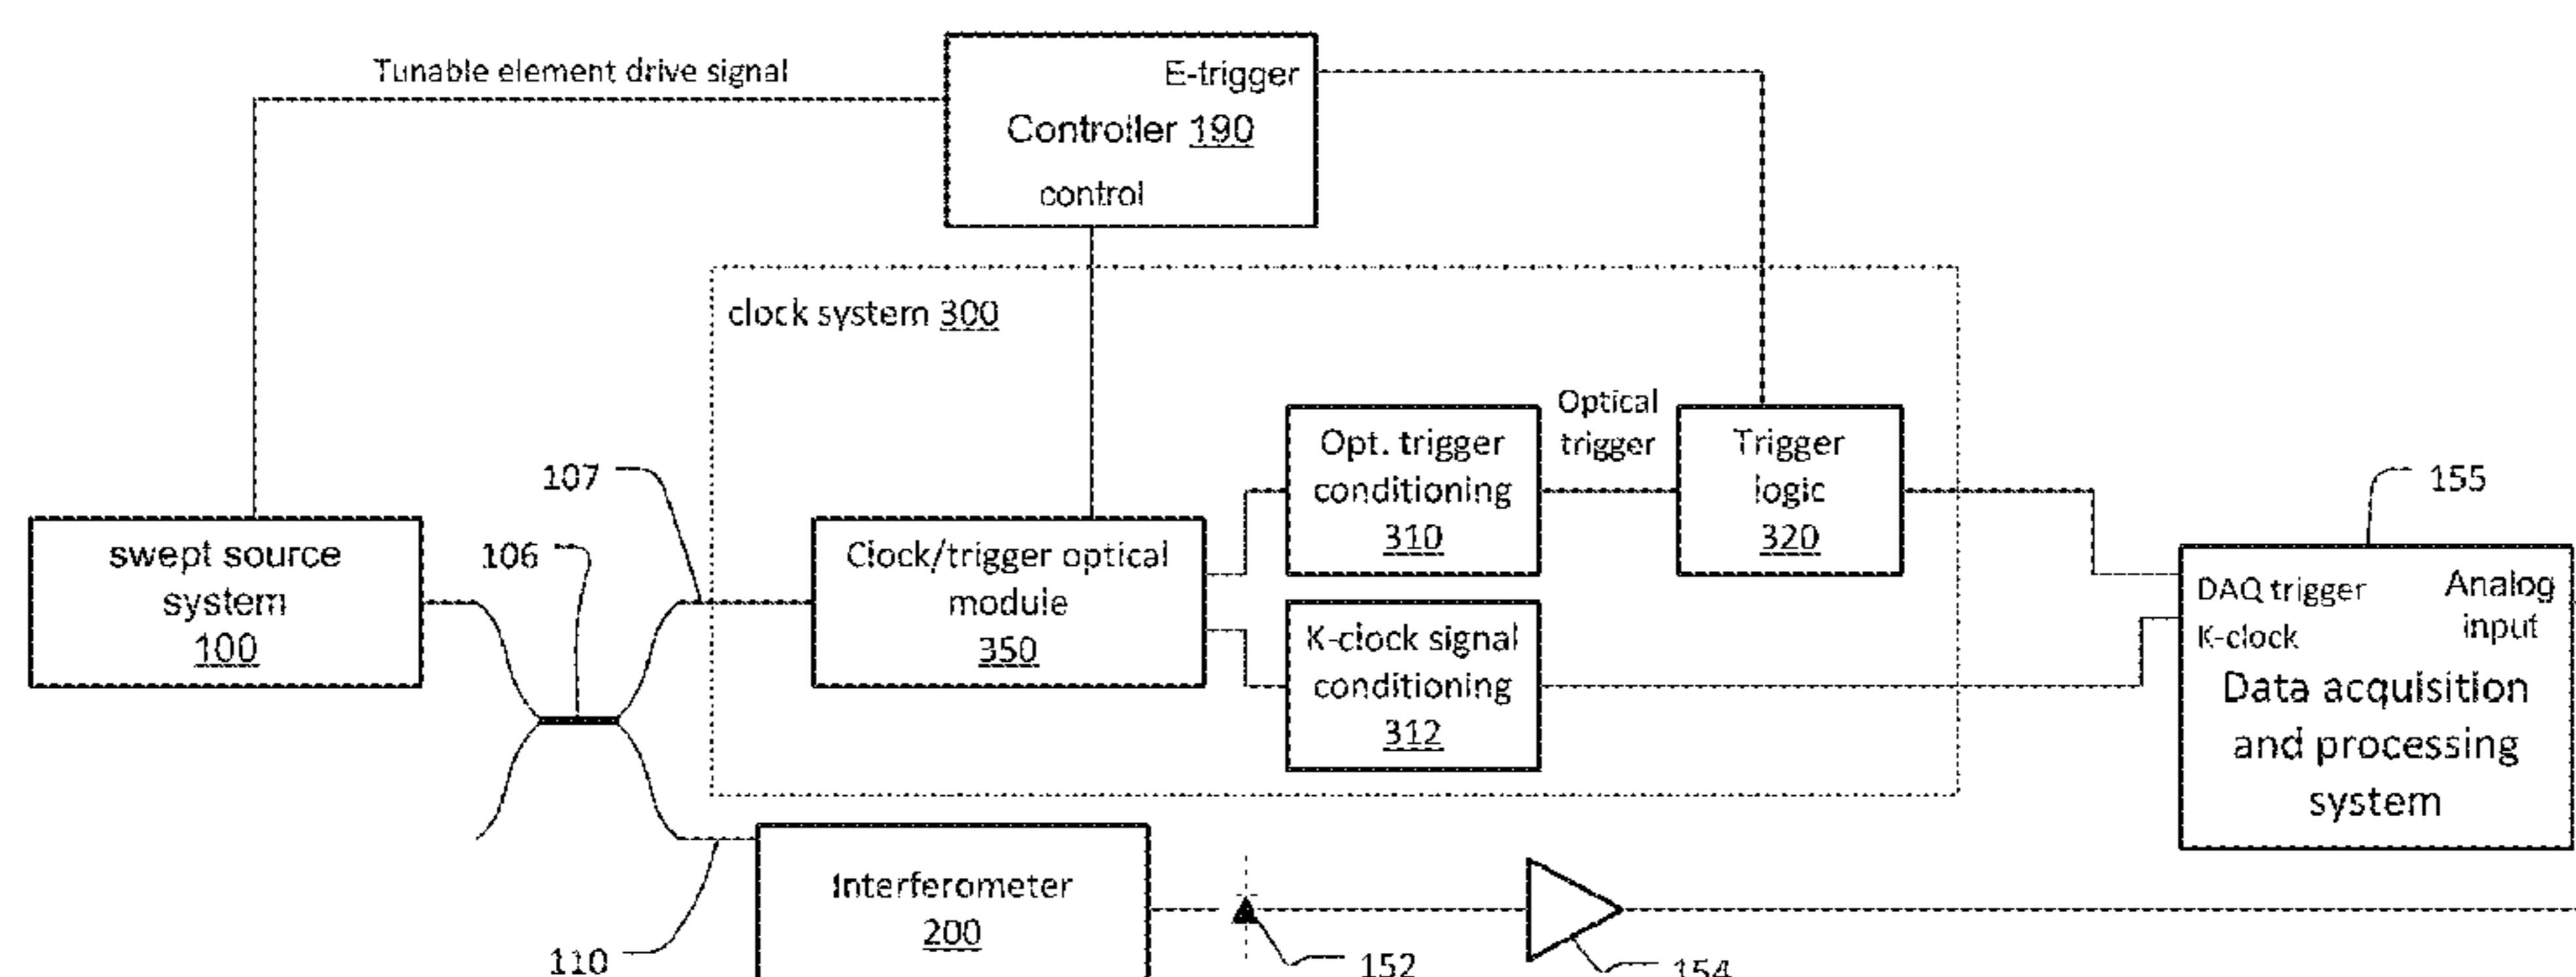 Tunable element drive signal
E-trigger
Controller 190
control
clock system 300
Optical
trigger
Opt. trigger
conditioning
310
Trigger
logic
320
107
106
155
swept source
system
100
Clock/trigger optical
module
350
K-clock signal
conditioning
312
DAQ trigger
K-clock
Analog
input
Data acquisition
and processing
system
Interferometer
200
110
152
154